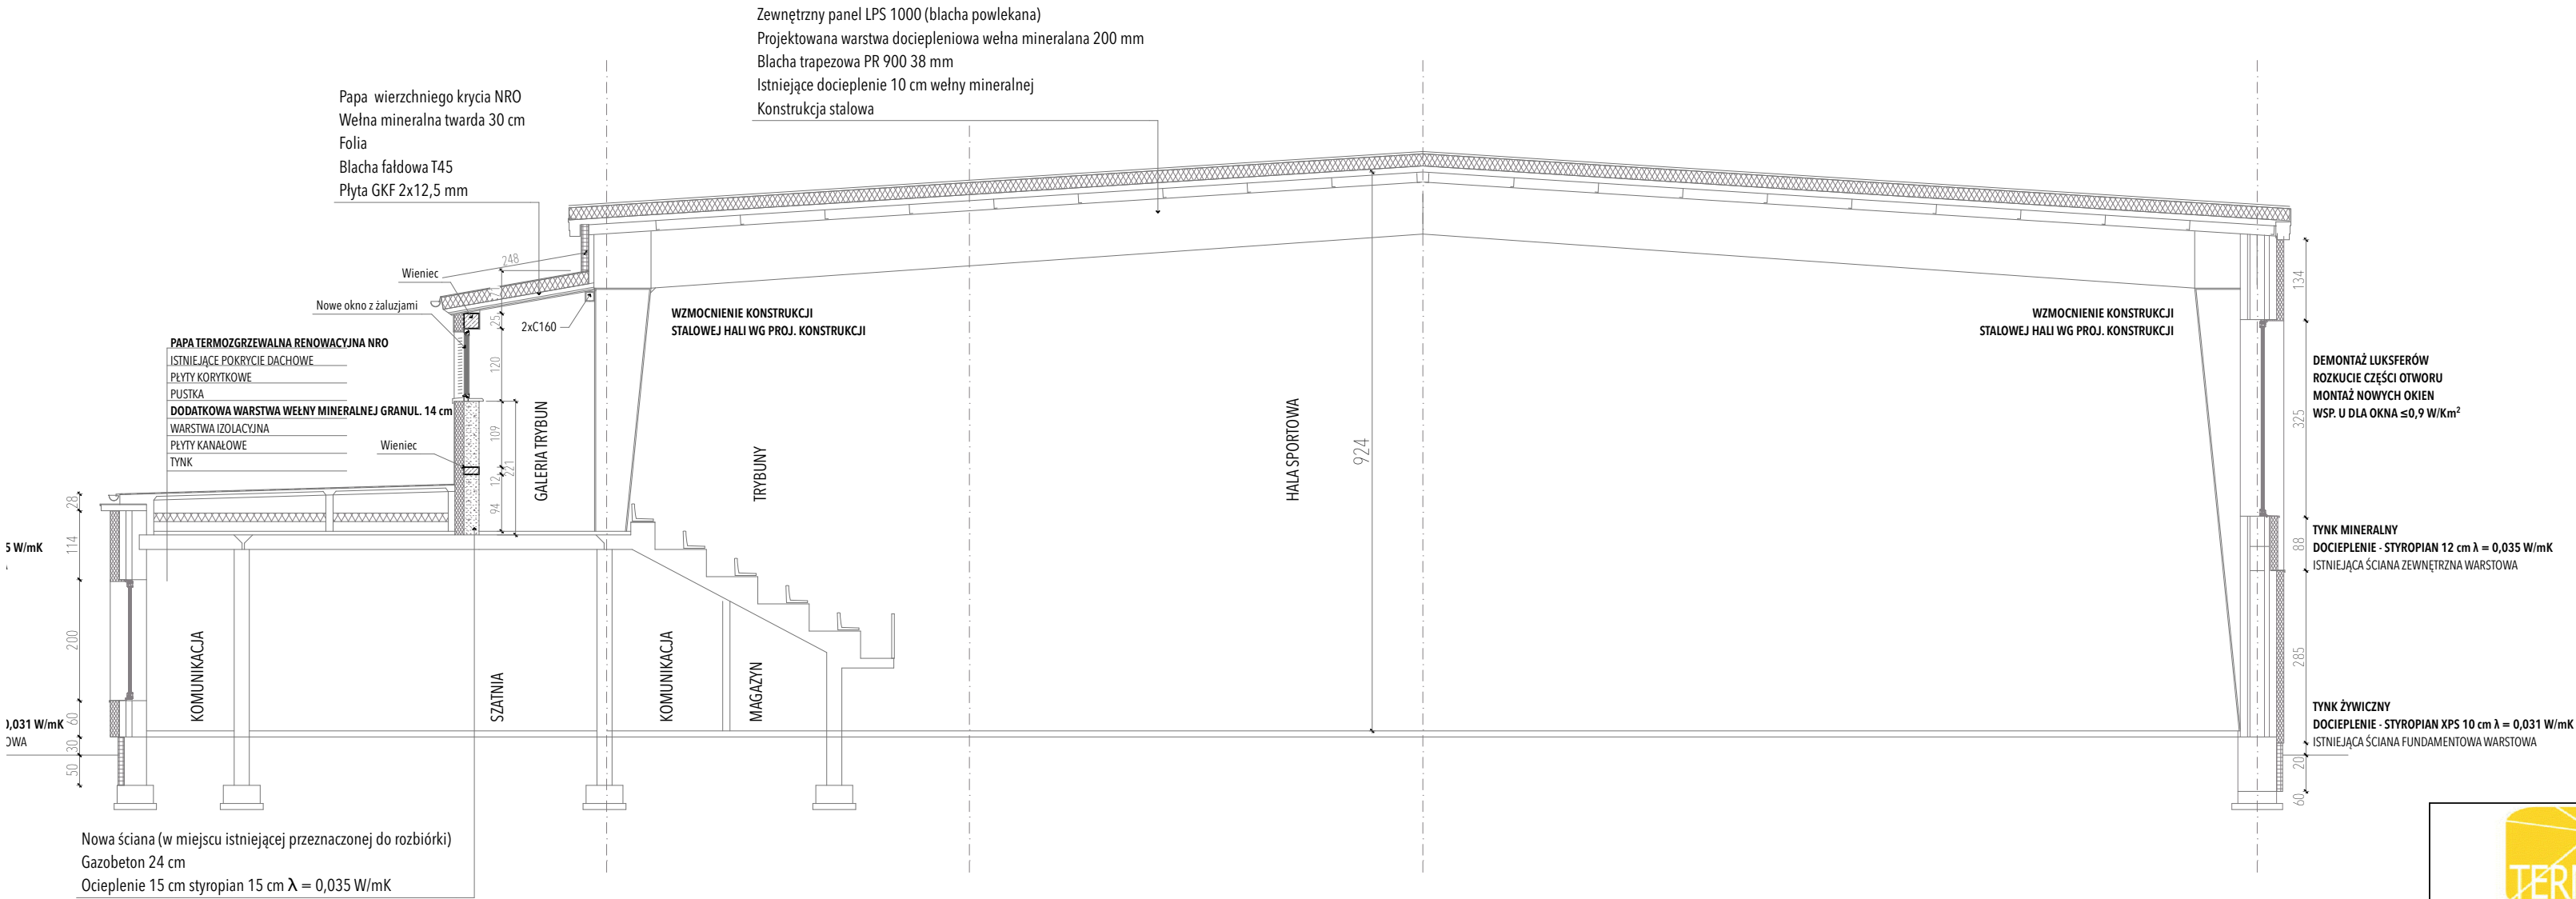 Zewnętrzny panel LPS 1000 (blacha powlekana)
Projektowana warstwa dociepleniowa wełna mineralana 200 mm
Blacha trapezowa PR 900 38 mm
Istniejące docieplenie 10 cm wełny mineralnej
Konstrukcja stalowa
Papa wierzchniego krycia NRO
Wełna mineralna twarda 30 cm
Folia
Blacha fałdowa T45
Płyta GKF 2x12,5 mm
248
Wieniec
Nowe okno z żaluzjami
25
2xC160
120
109
221
12
94
PAPA TERMOZGRZEWALNA RENOWACYJNA NRO
ISTNIEJĄCE POKRYCIE DACHOWE
PŁYTY KORYTKOWE
PUSTKA
DODATKOWA WARSTWA WEŁNY MINERALNEJ GRANUL. 14 cm
WARSTWA IZOLACYJNA
PŁYTY KANAŁOWE
TYNK
Wieniec
WZMOCNIENIE KONSTRUKCJI
STALOWEJ HALI WG PROJ. KONSTRUKCJI
GALERIA TRYBUN
TRYBUNY
HALA SPORTOWA
924
WZMOCNIENIE KONSTRUKCJI
STALOWEJ HALI WG PROJ. KONSTRUKCJI
134
325
88
285
20
60
DEMONTAŻ LUKSFERÓW
ROZKUCIE CZĘŚCI OTWORU
MONTAŻ NOWYCH OKIEN
WSP. U DLA OKNA ≤0,9 W/Km²
TYNK MINERALNY
DOCIEPLENIE - STYROPIAN 12 cm λ = 0,035 W/mK
ISTNIEJĄCA ŚCIANA ZEWNĘTRZNA WARSTOWA
TYNK ŻYWICZNY
DOCIEPLENIE - STYROPIAN XPS 10 cm λ = 0,031 W/mK
ISTNIEJĄCA ŚCIANA FUNDAMENTOWA WARSTOWA
28
114
200
60
30
50
5 W/mK
0,031 W/mK
OWA
KOMUNIKACJA
SZATNIA
KOMUNIKACJA
MAGAZYN
Nowa ściana (w miejscu istniejącej przeznaczonej do rozbiórki)
Gazobeton 24 cm
Ocieplenie 15 cm styropian 15 cm λ = 0,035 W/mK
TER